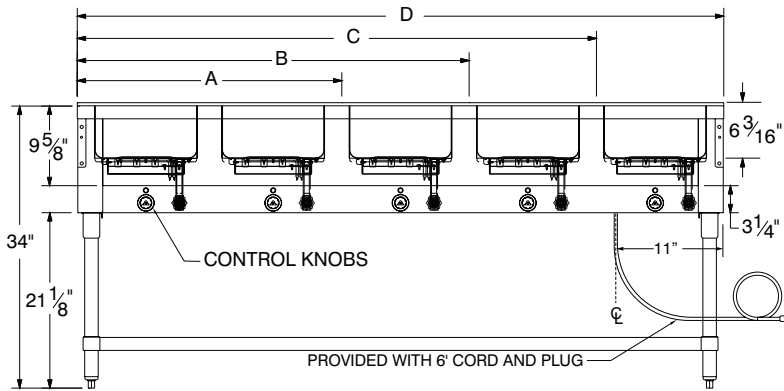 D
C
B
A
9 5/8"
6 3/16"
34"
3 1/4"
CONTROL KNOBS
11"
21 1/8"
℄
PROVIDED WITH 6' CORD AND PLUG